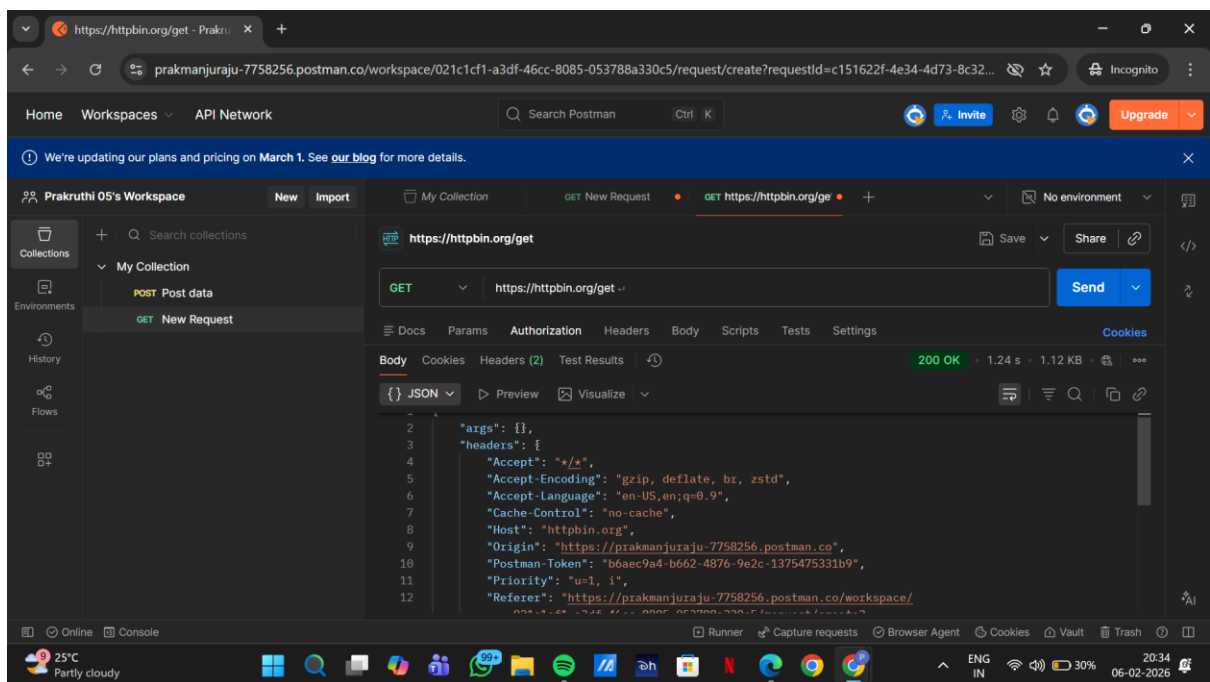 https://httpbin.org/get - Prakru
prakmanjuraju-7758256.postman.co/workspace/021c1cf1-a3df-46cc-8085-053788a330c5/request/create?requestId=c151622f-4e34-4d73-8c32...
Incognito
Home Workspaces API Network Search Postman Ctrl K Invite Upgrade
We're updating our plans and pricing on March 1. See our blog for more details.
Prakruthi 05's Workspace New Import My Collection GET New Request GET https://httpbin.org/ge No environment
Collections
Search collections
My Collection
POST Post data
GET New Request
Environments
History
Flows
HTTP https://httpbin.org/get Save Share
GET https://httpbin.org/get Send
Docs Params Authorization Headers Body Scripts Tests Settings Cookies
Body Cookies Headers (2) Test Results 200 OK 1.24 s 1.12 KB
{} JSON Preview Visualize
2 "args": {},
3 "headers": {
4 "Accept": "*/*",
5 "Accept-Encoding": "gzip, deflate, br, zstd",
6 "Accept-Language": "en-US,en;q=0.9",
7 "Cache-Control": "no-cache",
8 "Host": "httpbin.org",
9 "Origin": "https://prakmanjuraju-7758256.postman.co",
10 "Postman-Token": "b6aec9a4-b662-4876-9e2c-1375475331b9",
11 "Priority": "u=1, i",
12 "Referer": "https://prakmanjuraju-7758256.postman.co/workspace/
AI
Online Console Runner Capture requests Browser Agent Cookies Vault Trash
9 25°C
Partly cloudy
99+
ENG
IN
30%
20:34
06-02-2026